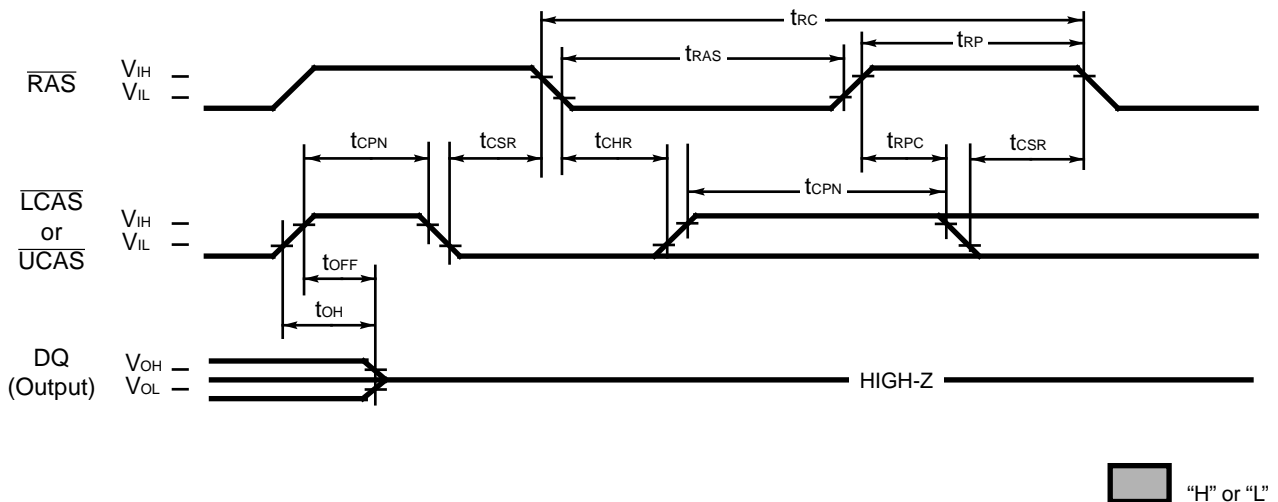 tRC
tRAS
tRP
RAS
VIH
VIL
tCPN
tCSR
tCHR
tRPC
tCSR
tCPN
LCAS
or
UCAS
VIH
VIL
tOFF
tOH
DQ
(Output)
VOH
VOL
HIGH-Z
“H” or “L”